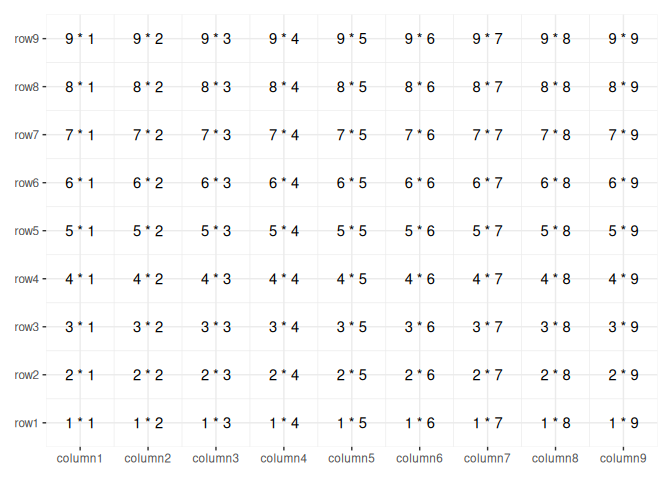 row9 9 * 1 9 * 2 9 * 3 9 * 4 9 * 5 9 * 6 9 * 7 9 * 8 9 * 9
row8 8 * 1 8 * 2 8 * 3 8 * 4 8 * 5 8 * 6 8 * 7 8 * 8 8 * 9
row7 7 * 1 7 * 2 7 * 3 7 * 4 7 * 5 7 * 6 7 * 7 7 * 8 7 * 9
row6 6 * 1 6 * 2 6 * 3 6 * 4 6 * 5 6 * 6 6 * 7 6 * 8 6 * 9
row5 5 * 1 5 * 2 5 * 3 5 * 4 5 * 5 5 * 6 5 * 7 5 * 8 5 * 9
row4 4 * 1 4 * 2 4 * 3 4 * 4 4 * 5 4 * 6 4 * 7 4 * 8 4 * 9
row3 3 * 1 3 * 2 3 * 3 3 * 4 3 * 5 3 * 6 3 * 7 3 * 8 3 * 9
row2 2 * 1 2 * 2 2 * 3 2 * 4 2 * 5 2 * 6 2 * 7 2 * 8 2 * 9
row1 1 * 1 1 * 2 1 * 3 1 * 4 1 * 5 1 * 6 1 * 7 1 * 8 1 * 9
column1 column2 column3 column4 column5 column6 column7 column8 column9